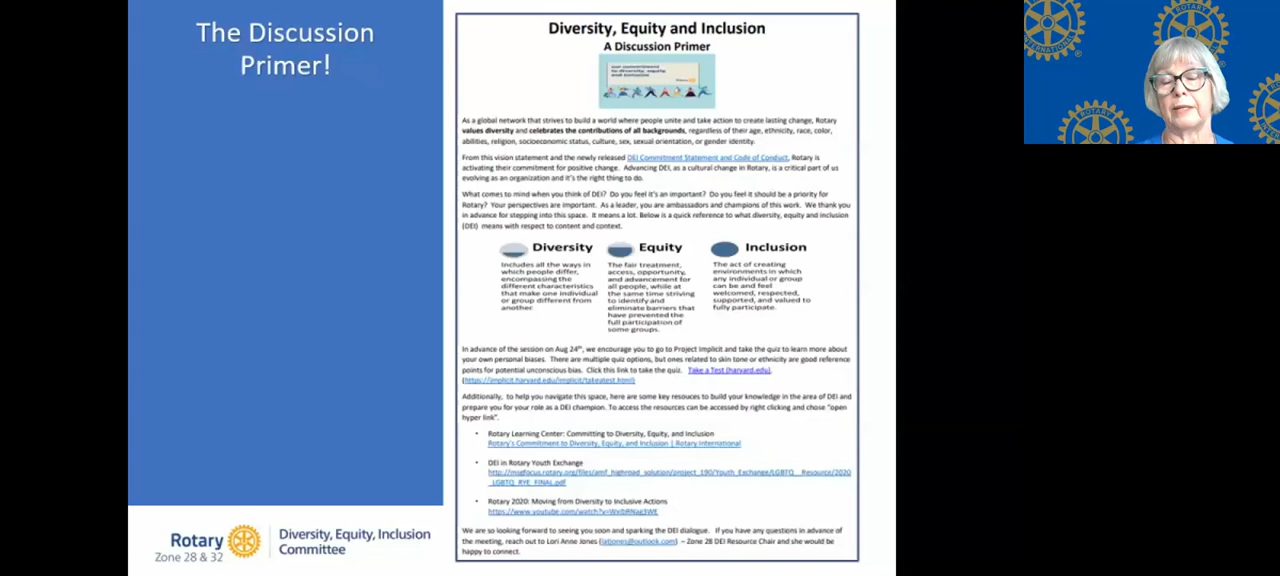 The Discussion
Primer!
Diversity, Equity and Inclusion
A Discussion Primer
our commitment
to diversity, equity
and inclusion
As a global network that strives to build a world where people unite and take action to create lasting change, Rotary
values diversity and celebrates the contributions of all backgrounds, regardless of their age, ethnicity, race, color,
abilities, religion, socioeconomic status, culture, sex, sexual orientation, or gender identity.
From this vision statement and the newly released DEI Commitment Statement and Code of Conduct, Rotary is
activating their commitment for positive change. Advancing DEI, as a cultural change in Rotary, is a critical part of us
evolving as an organization and it's the right thing to do.
What comes to mind when you think of DEI? Do you feel it's an important? Do you feel it should be a priority for
Rotary? Your perspectives are important. As a leader, you are ambassadors and champions of this work. We thank you
in advance for stepping into this space. It means a lot. Below is a quick reference to what diversity, equity and inclusion
(DEI) means with respect to content and context.
Diversity
Includes all the ways in
which people differ,
encompassing the
different characteristics
that make one individual
or group different from
another.
Equity
The fair treatment,
access, opportunity,
and advancement for
all people, while at
the same time striving
to identify and
eliminate barriers that
have prevented the
full participation of
some groups.
Inclusion
The act of creating
environments in which
any individual or group
can be and feel
welcomed, respected,
supported, and valued to
fully participate.
In advance of the session on Aug 24th, we encourage you to go to Project Implicit and take the quiz to learn more about
your own personal biases. There are multiple quiz options, but ones related to skin tone or ethnicity are good reference
points for potential unconscious bias. Click this link to take the quiz. Take a Test (harvard.edu).
(https://implicit.harvard.edu/implicit/takeatest.html)
Additionally, to help you navigate this space, here are some key resouces to build your knowledge in the area of DEI and
prepare you for your role as a DEI champion. To access the resources can be accessed by right clicking and chose "open
hyper link".
• Rotary Learning Center: Committing to Diversity, Equity, and Inclusion
Rotary's Commitment to Diversity, Equity, and Inclusion | Rotary International
• DEI in Rotary Youth Exchange
http://msgfocus.rotary.org/files/amf_highroad_solution/project_190/Youth_Exchange/LGBTQ__Resource/2020
_LGBTQ_RYE_FINAL.pdf
• Rotary 2020: Moving from Diversity to Inclusive Actions
We are so looking forward to seeing you soon and sparking the DEI dialogue. If you have any questions in advance of
the meeting, reach out to Lori Anne Jones – Zone 28 DEI Resource Chair and she would be
happy to connect.
Rotary
Zone 28 & 32
Diversity, Equity, Inclusion
Committee